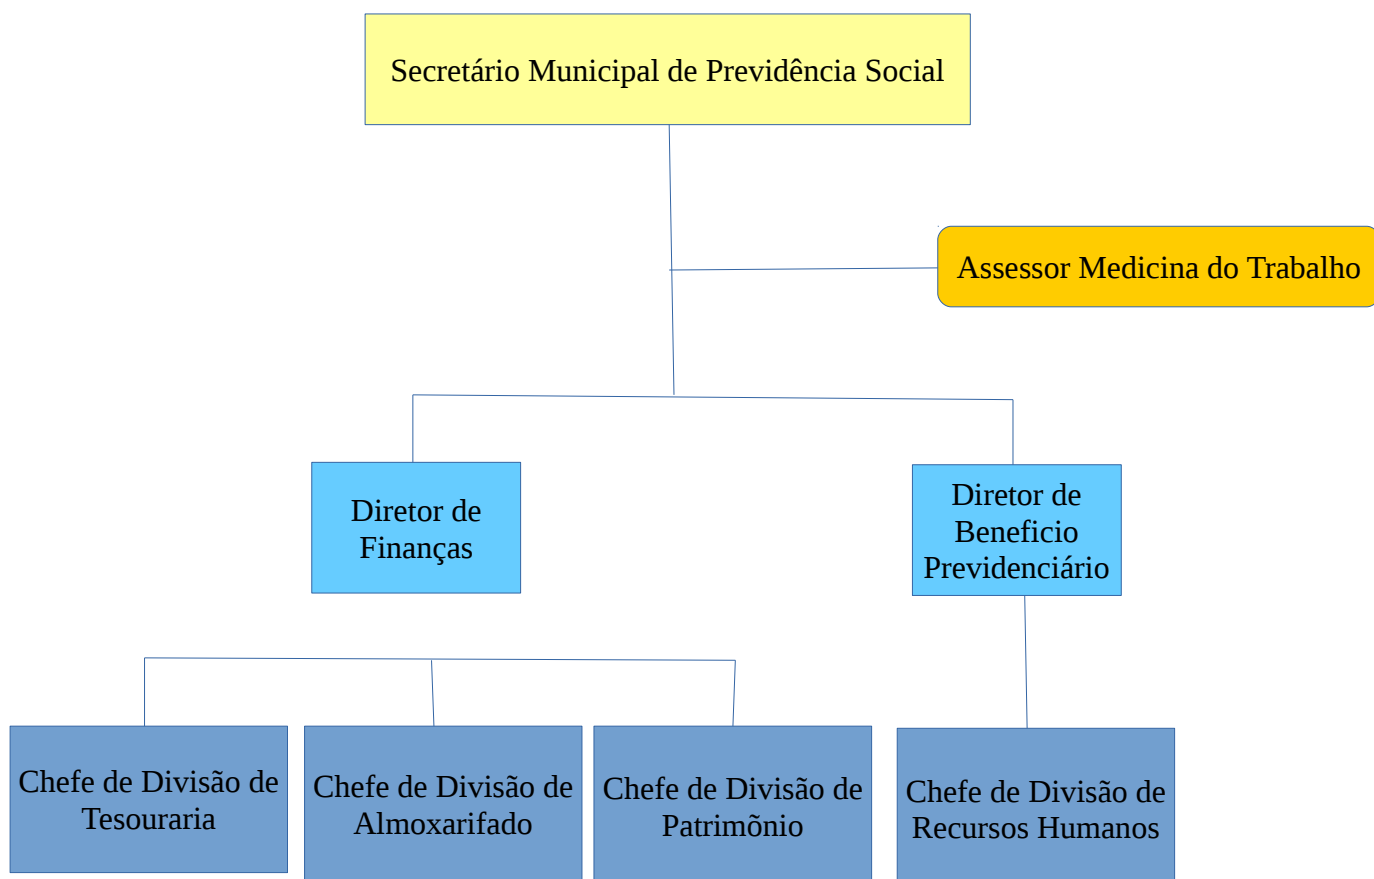 Secretário Municipal de Previdência Social
Assessor Medicina do Trabalho
Diretor de
Finanças
Diretor de
Beneficio
Previdenciário
Chefe de Divisão de
Tesouraria
Chefe de Divisão de
Almoxarifado
Chefe de Divisão de
Patrimõnio
Chefe de Divisão de
Recursos Humanos